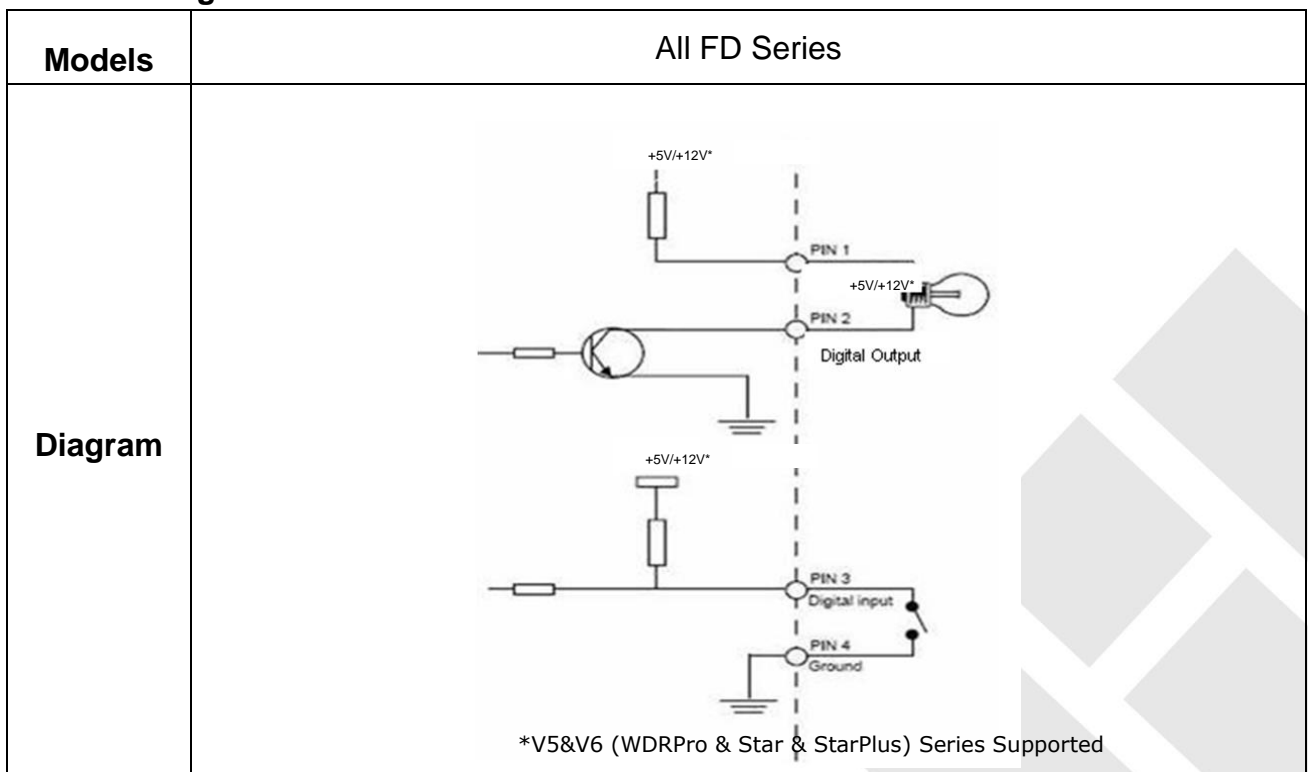 Models
All FD Series
Diagram
+5V/+12V*
PIN 1
+5V/+12V*
PIN 2
Digital Output
+5V/+12V*
PIN 3
Digital input
PIN 4
Ground
*V5&V6 (WDRPro & Star & StarPlus) Series Supported